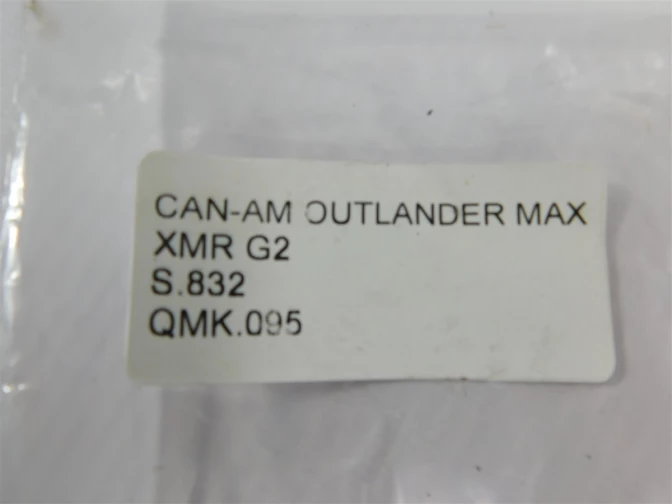 CAN-AM OUTLANDER MAX
XMR G2
S.832
QMK.095